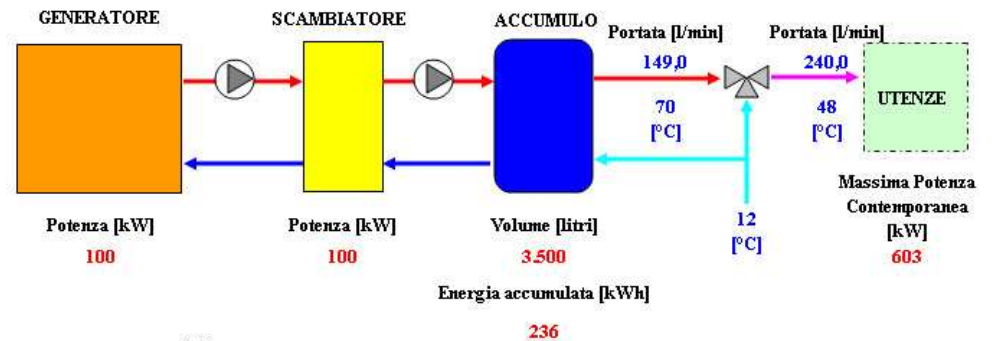 GENERATORE
SCAMBIATORE
ACCUMULO
Portata [l/min]
Portata [l/min]
149,0
240,0
70
[°C]
48
[°C]
UTENZE
12
[°C]
Potenza [kW]
100
Potenza [kW]
100
Volume [litri]
3.500
Massima Potenza
Contemporanea
[kW]
603
Energia accumulata [kWh]
236